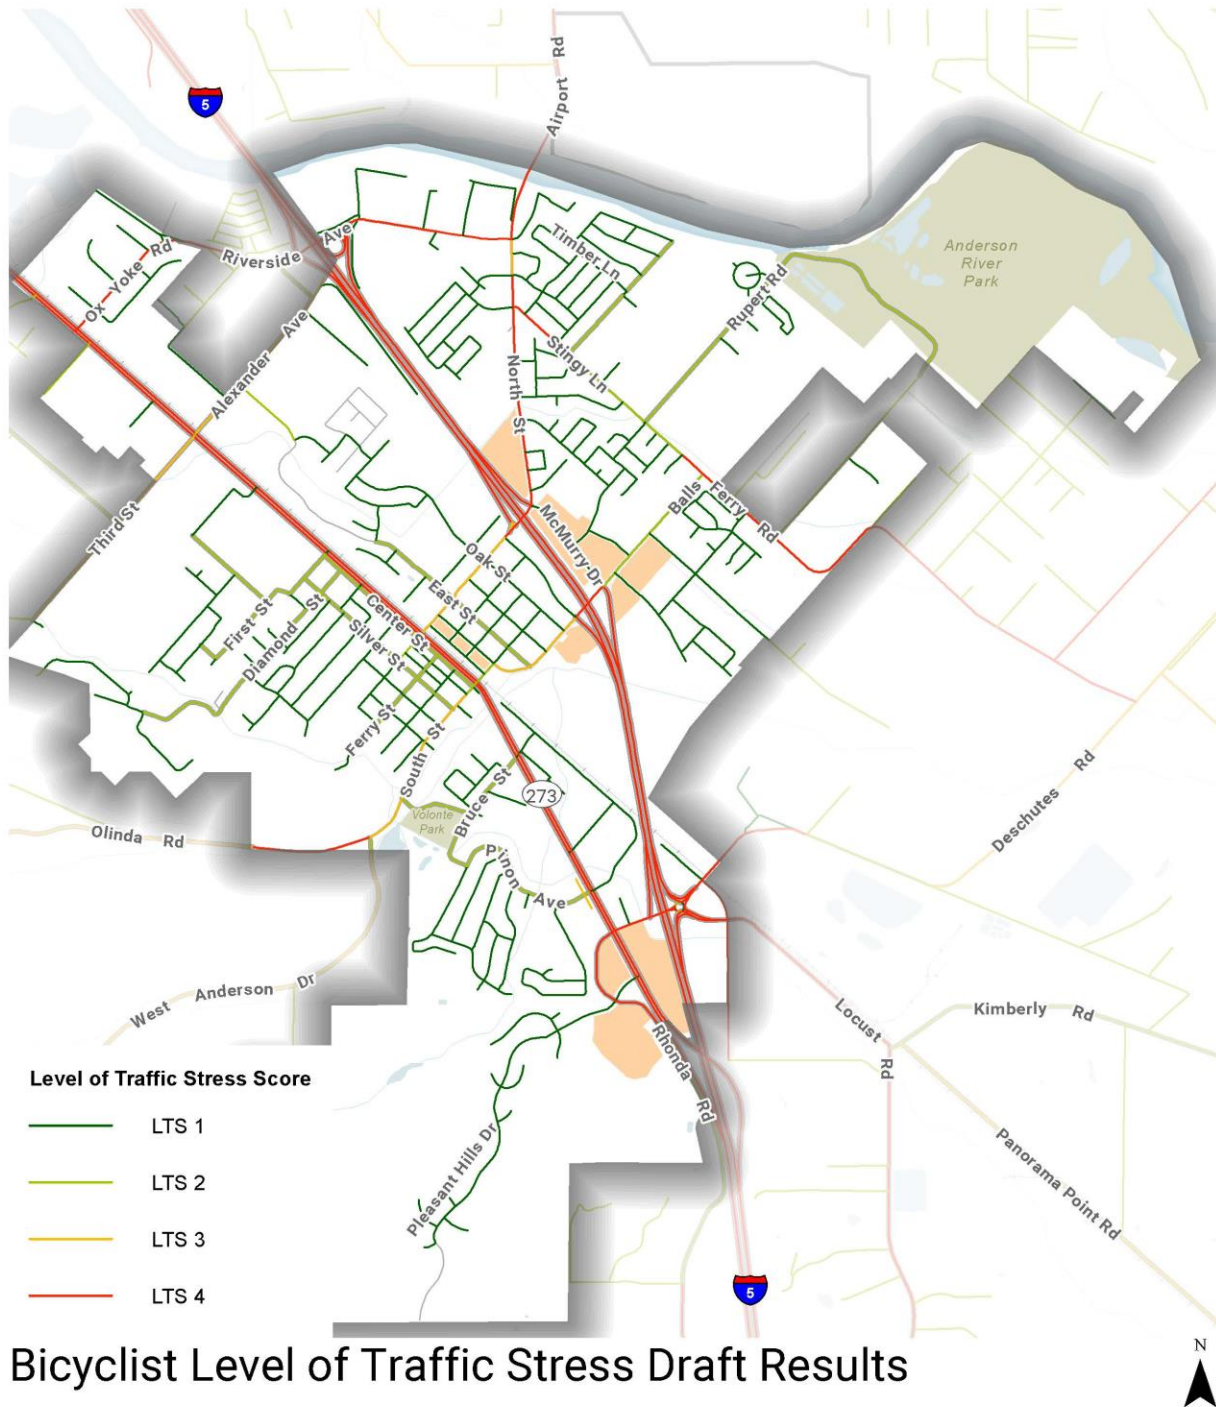 5
Airport Rd
Anderson
River
Park
Timber Ln
Ox Yoke Rd
Riverside Ave
Rupert Rd
Alexander Ave
Stingy Ln
North St
Balls Ferry Rd
Third St
McMurry Dr
Oak St
East St
First St
Diamond St
Center St
Silver St
Ferry St
South St
Bruce St
273
Volonte
Park
Pinon Ave
Olinda Rd
Deschutes Rd
West Anderson Dr
Locust Rd
Kimberly Rd
Rhonda Rd
Panorama Point Rd
Pleasant Hills Dr
5
Level of Traffic Stress Score
LTS 1
LTS 2
LTS 3
LTS 4
Bicyclist Level of Traffic Stress Draft Results
N